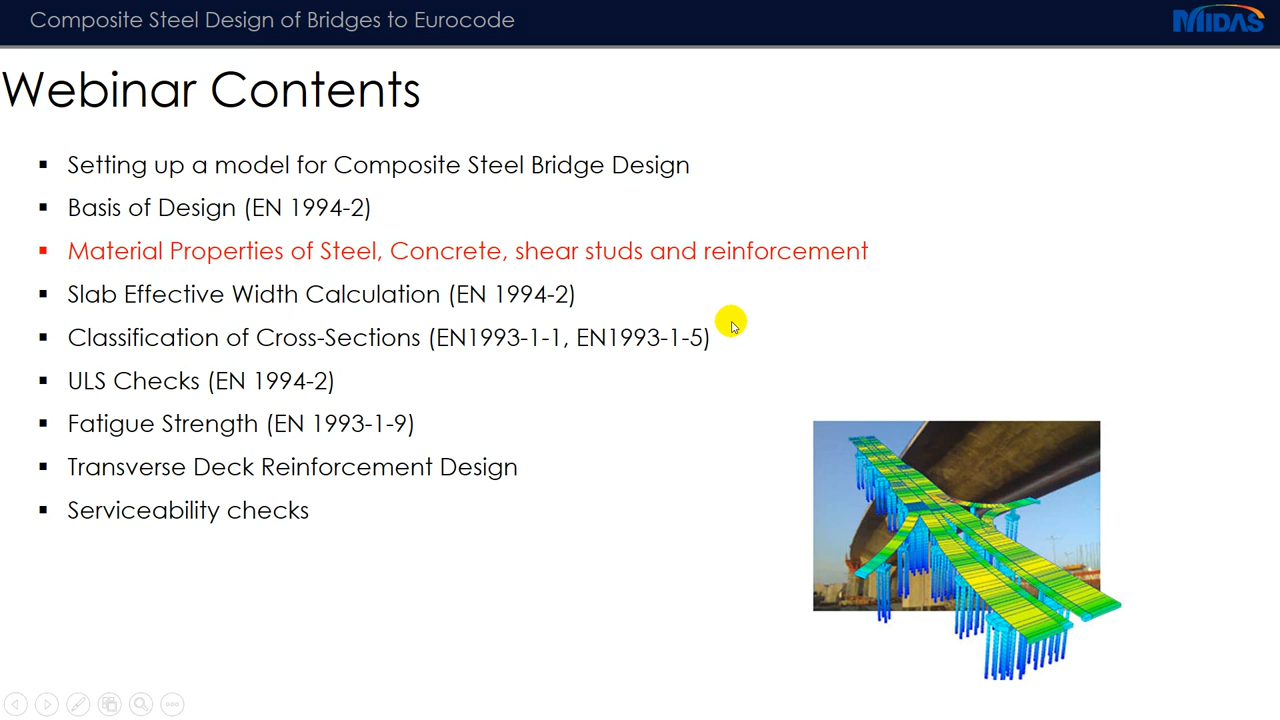 Composite Steel Design of Bridges to Eurocode
MIDAS
Webinar Contents
▪ Setting up a model for Composite Steel Bridge Design
▪ Basis of Design (EN 1994-2)
▪ Material Properties of Steel, Concrete, shear studs and reinforcement
▪ Slab Effective Width Calculation (EN 1994-2)
▪ Classification of Cross-Sections (EN1993-1-1, EN1993-1-5)
▪ ULS Checks (EN 1994-2)
▪ Fatigue Strength (EN 1993-1-9)
▪ Transverse Deck Reinforcement Design
▪ Serviceability checks